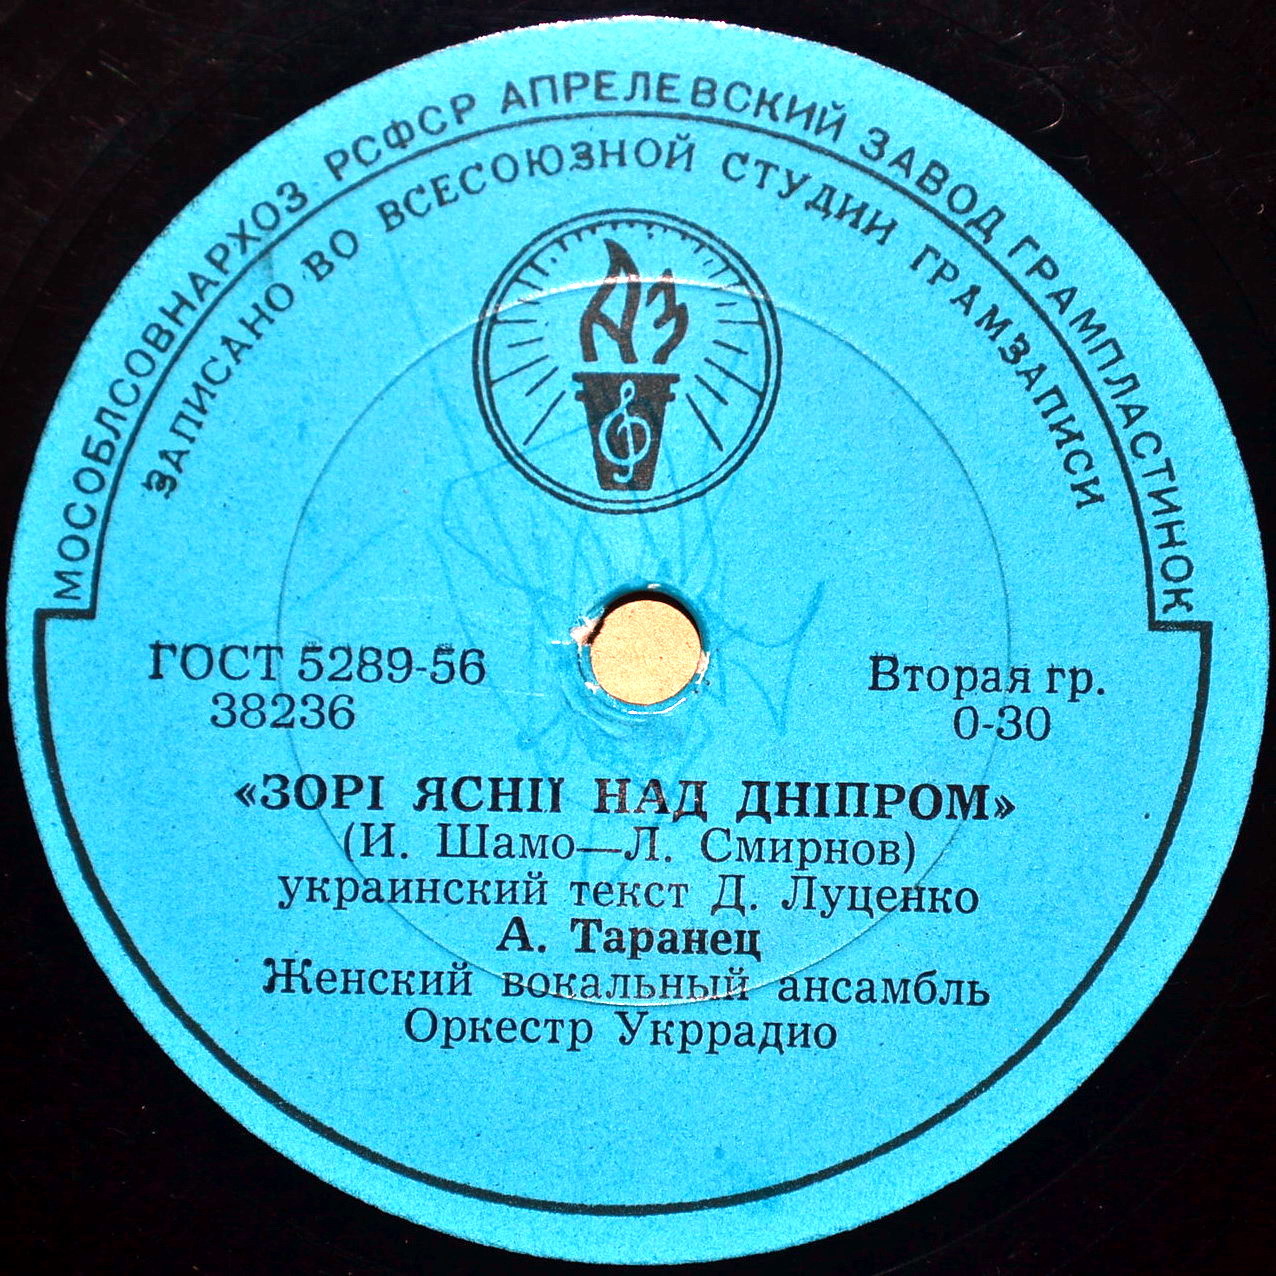 МОСОБЛСОВНАРХОЗ РСФСР АПРЕЛЕВСКИЙ ЗАВОД ГРАМПЛАСТИНОК
ЗАПИСАНО ВО ВСЕСОЮЗНОЙ СТУДИИ ГРАМЗАПИСИ
АЗ
ГОСТ 5289-56
38236
Вторая гр.
0-30
«ЗОРІ ЯСНІЇ НАД ДНІПРОМ»
(И. Шамо—Л. Смирнов)
украинский текст Д. Луценко
А. Таранец
Женский вокальный ансамбль
Оркестр Укррадио